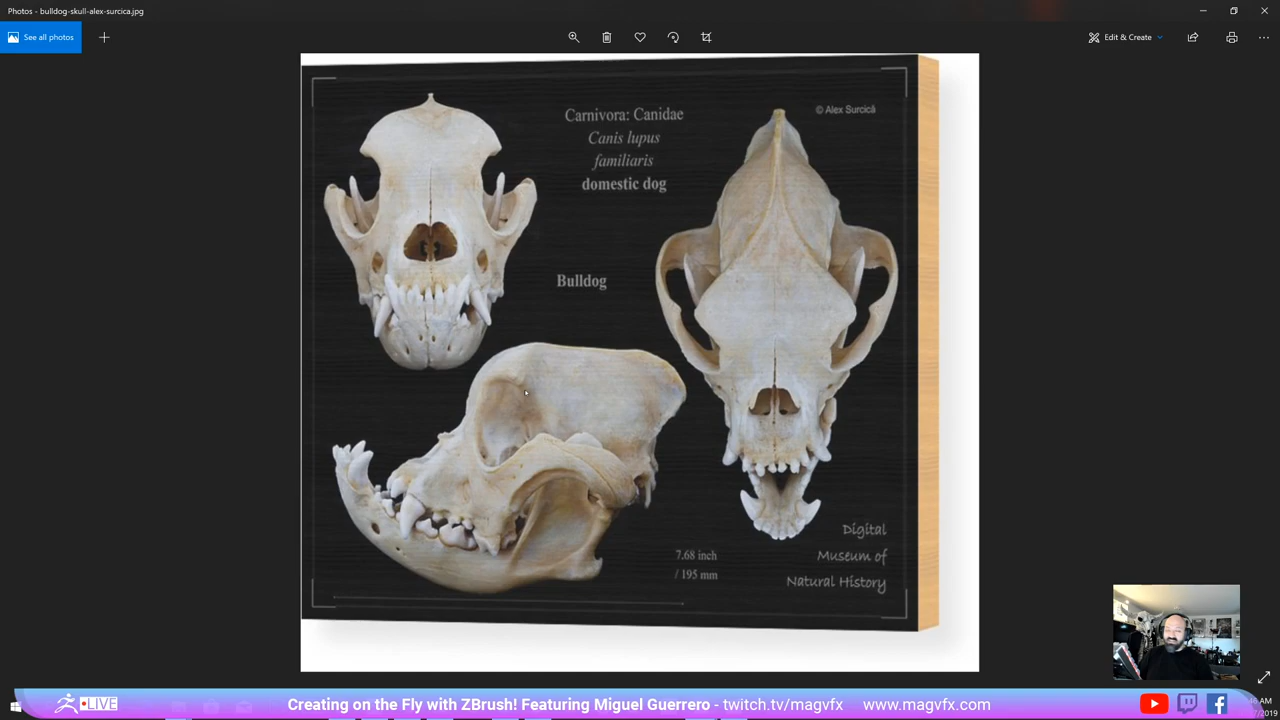 Photos - bulldog-skull-alex-surcica.jpg
See all photos
Edit & Create
© Alex Surcică
Carnivora: Canidae
Canis lupus
familiaris
domestic dog
Bulldog
Digital
Museum of
Natural History
7.68 inch
/ 195 mm
LIVE
Creating on the Fly with ZBrush! Featuring Miguel Guerrero - twitch.tv/magvfx www.magvfx.com